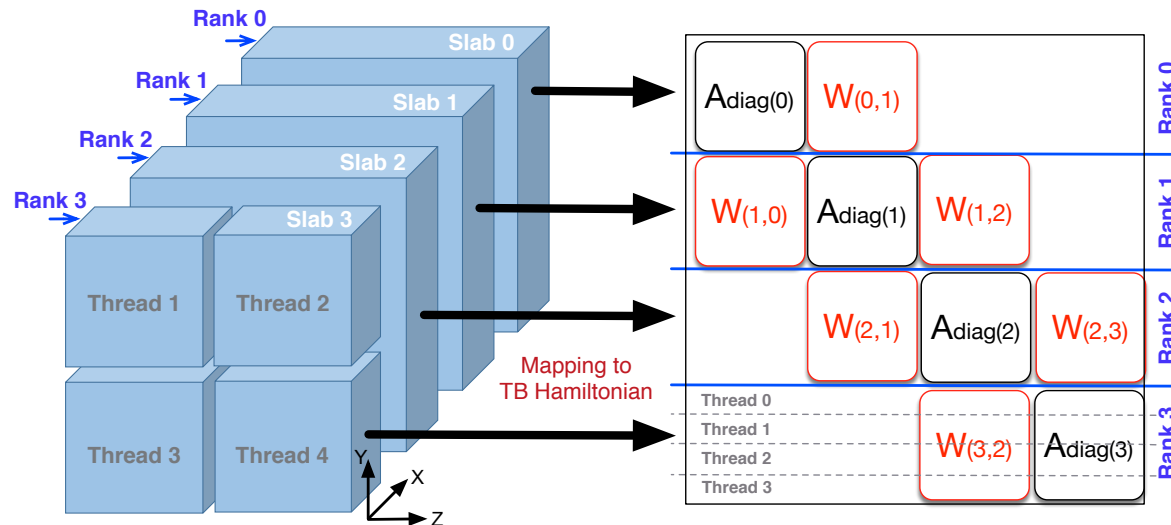 Rank 0
Slab 0
Rank 1
Slab 1
Rank 2
Slab 2
Rank 3
Slab 3
Thread 1
Thread 2
Thread 3
Thread 4
Y
X
Z
Mapping to
TB Hamiltonian
Adiag(0)
W(0,1)
Rank 0
W(1,0)
Adiag(1)
W(1,2)
Rank 1
W(2,1)
Adiag(2)
W(2,3)
Rank 2
Thread 0
Thread 1
Thread 2
Thread 3
W(3,2)
Adiag(3)
Rank 3